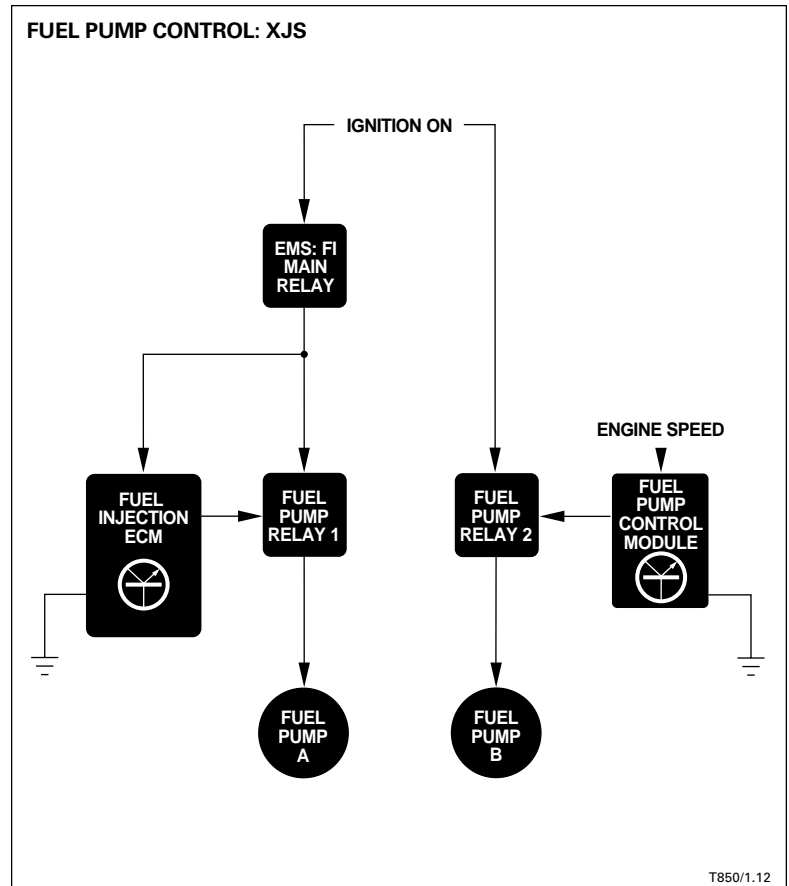 FUEL PUMP CONTROL: XJS
IGNITION ON
EMS: FI
MAIN
RELAY
ENGINE SPEED
FUEL
INJECTION
ECM
FUEL
PUMP
RELAY 1
FUEL
PUMP
RELAY 2
FUEL
PUMP
CONTROL
MODULE
FUEL
PUMP
A
FUEL
PUMP
B
T850/1.12